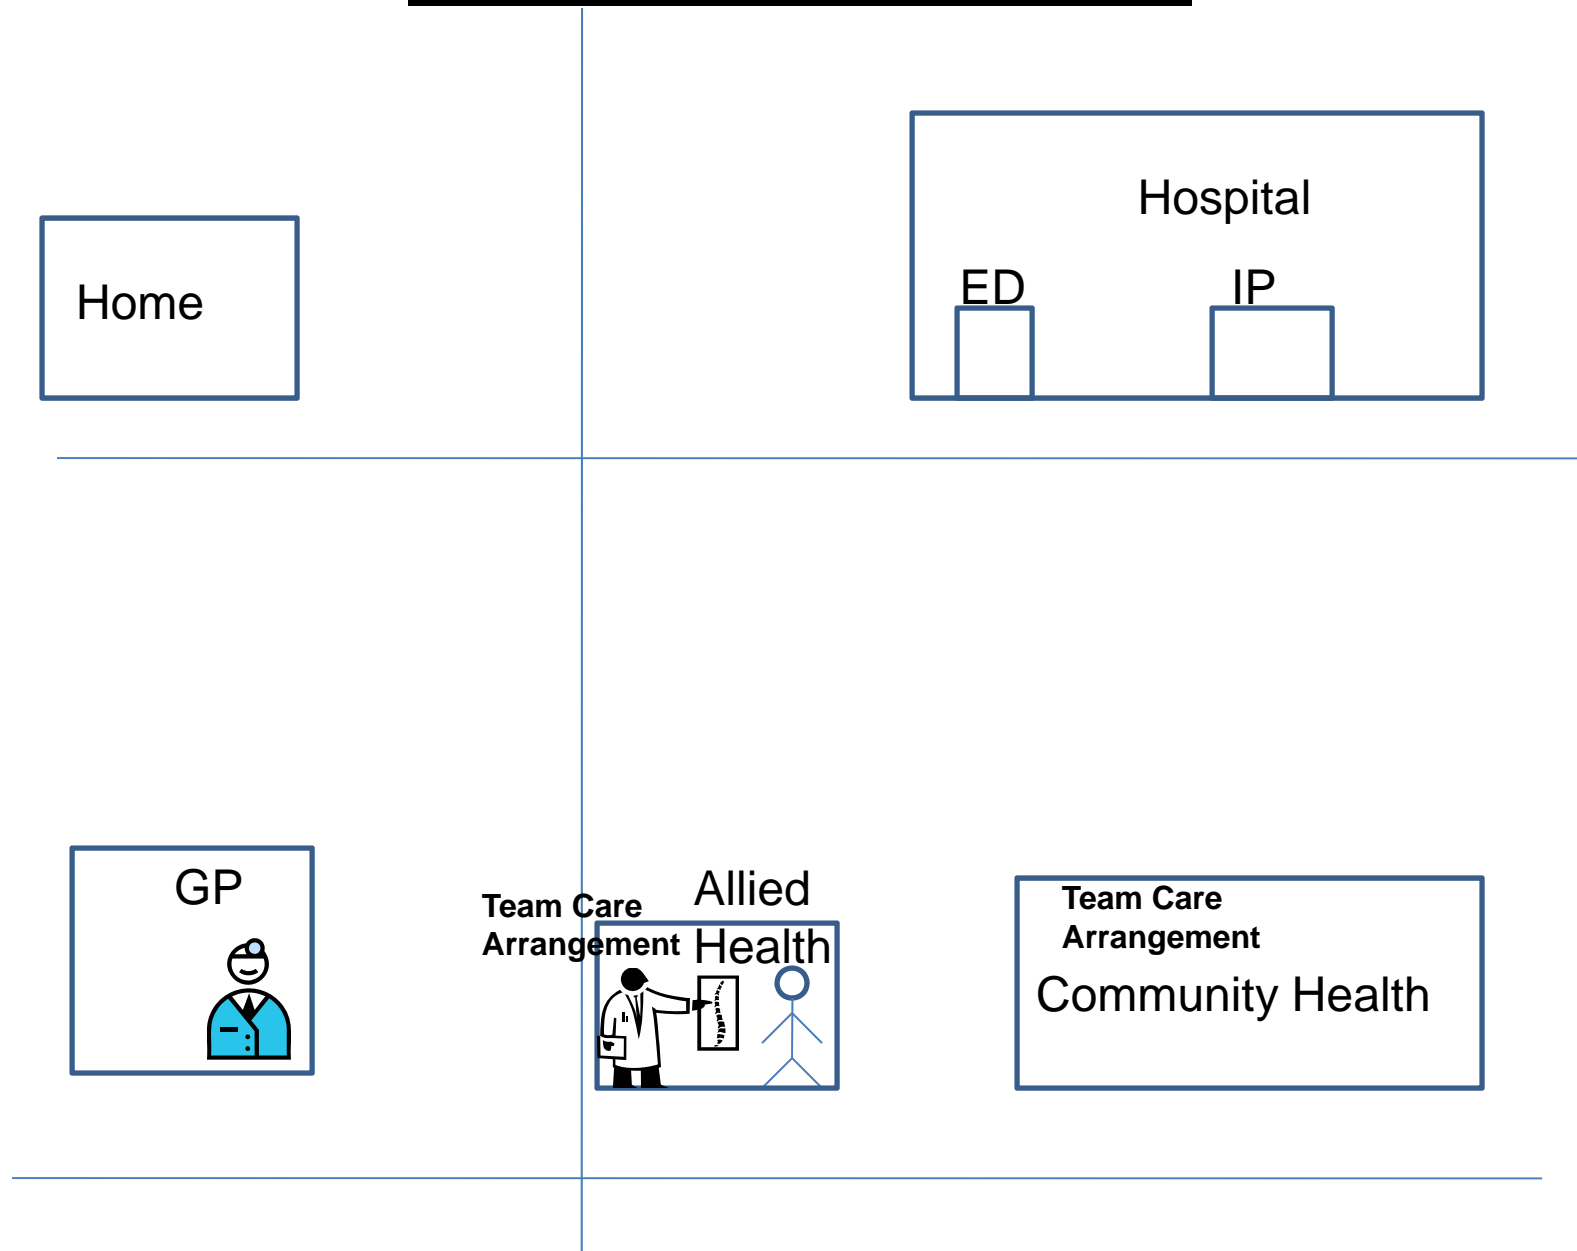 Hospital
ED
IP
Home
GP
Team Care
Arrangement
Allied
Health
Team Care
Arrangement
Community Health